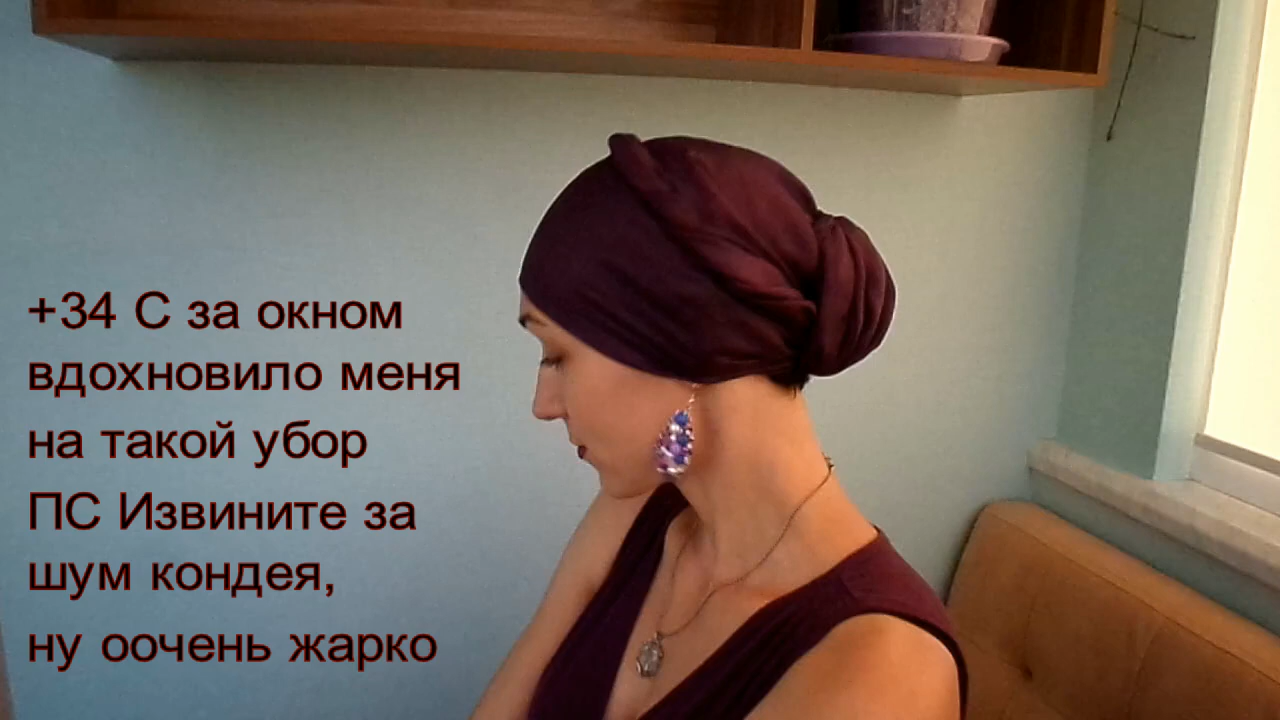 +34 С за окном
вдохновило меня
на такой убор
ПС Извините за
шум кондея,
ну оочень жарко